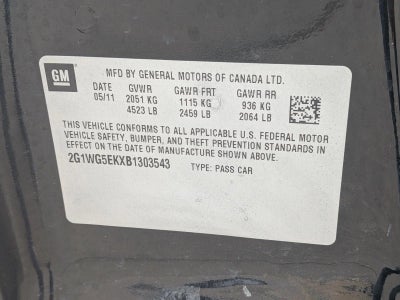 GM
MFD BY GENERAL MOTORS OF CANADA LTD.
DATE GVWR GAWR FRT GAWR RR
05/11 2051 KG 1115 KG 936 KG
4523 LB 2459 LB 2064 LB
THIS VEHICLE CONFORMS TO ALL APPLICABLE U.S. FEDERAL MOTOR
VEHICLE SAFETY, BUMPER, AND THEFT PREVENTION STANDARDS IN
EFFECT ON THE DATE OF MANUFACTURE SHOWN ABOVE.
2G1WG5EKXB1303543 TYPE: PASS CAR